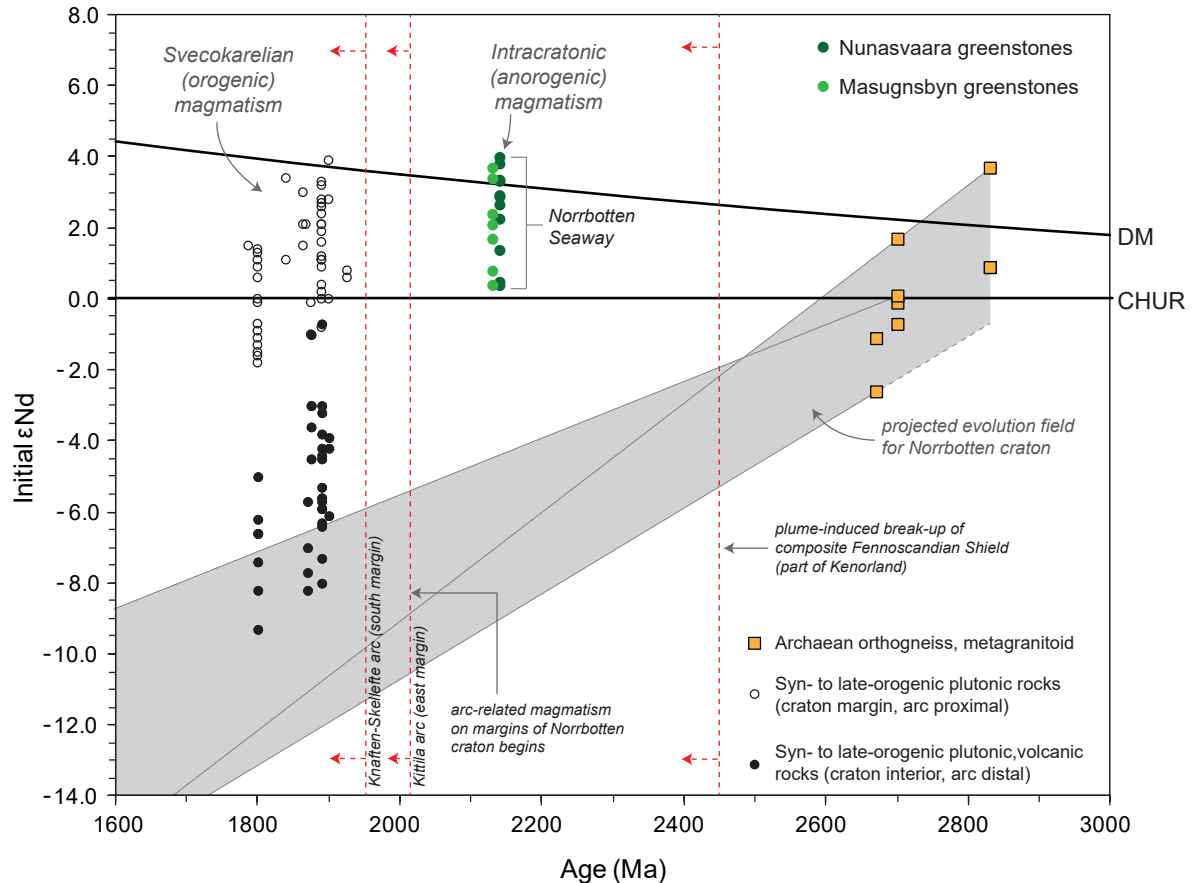 8.0
6.0
4.0
2.0
0.0
-2.0
-4.0
-6.0
-8.0
-10.0
-12.0
-14.0
Initial εNd
Svecokarelian
(orogenic)
magmatism
Intracratonic
(anorogenic)
magmatism
Nunasvaara greenstones
Masugnsbyn greenstones
Norrbotten
Seaway
DM
CHUR
projected evolution field
for Norrbotten craton
plume-induced break-up of
composite Fennoscandian Shield
(part of Kenorland)
Knaften-Skellefte arc (south margin)
Kittila arc (east margin)
arc-related magmatism
on margins of Norrbotten
craton begins
Archaean orthogneiss, metagranitoid
Syn- to late-orogenic plutonic rocks
(craton margin, arc proximal)
Syn- to late-orogenic plutonic,volcanic
rocks (craton interior, arc distal)
1600
1800
2000
2200
2400
2600
2800
3000
Age (Ma)